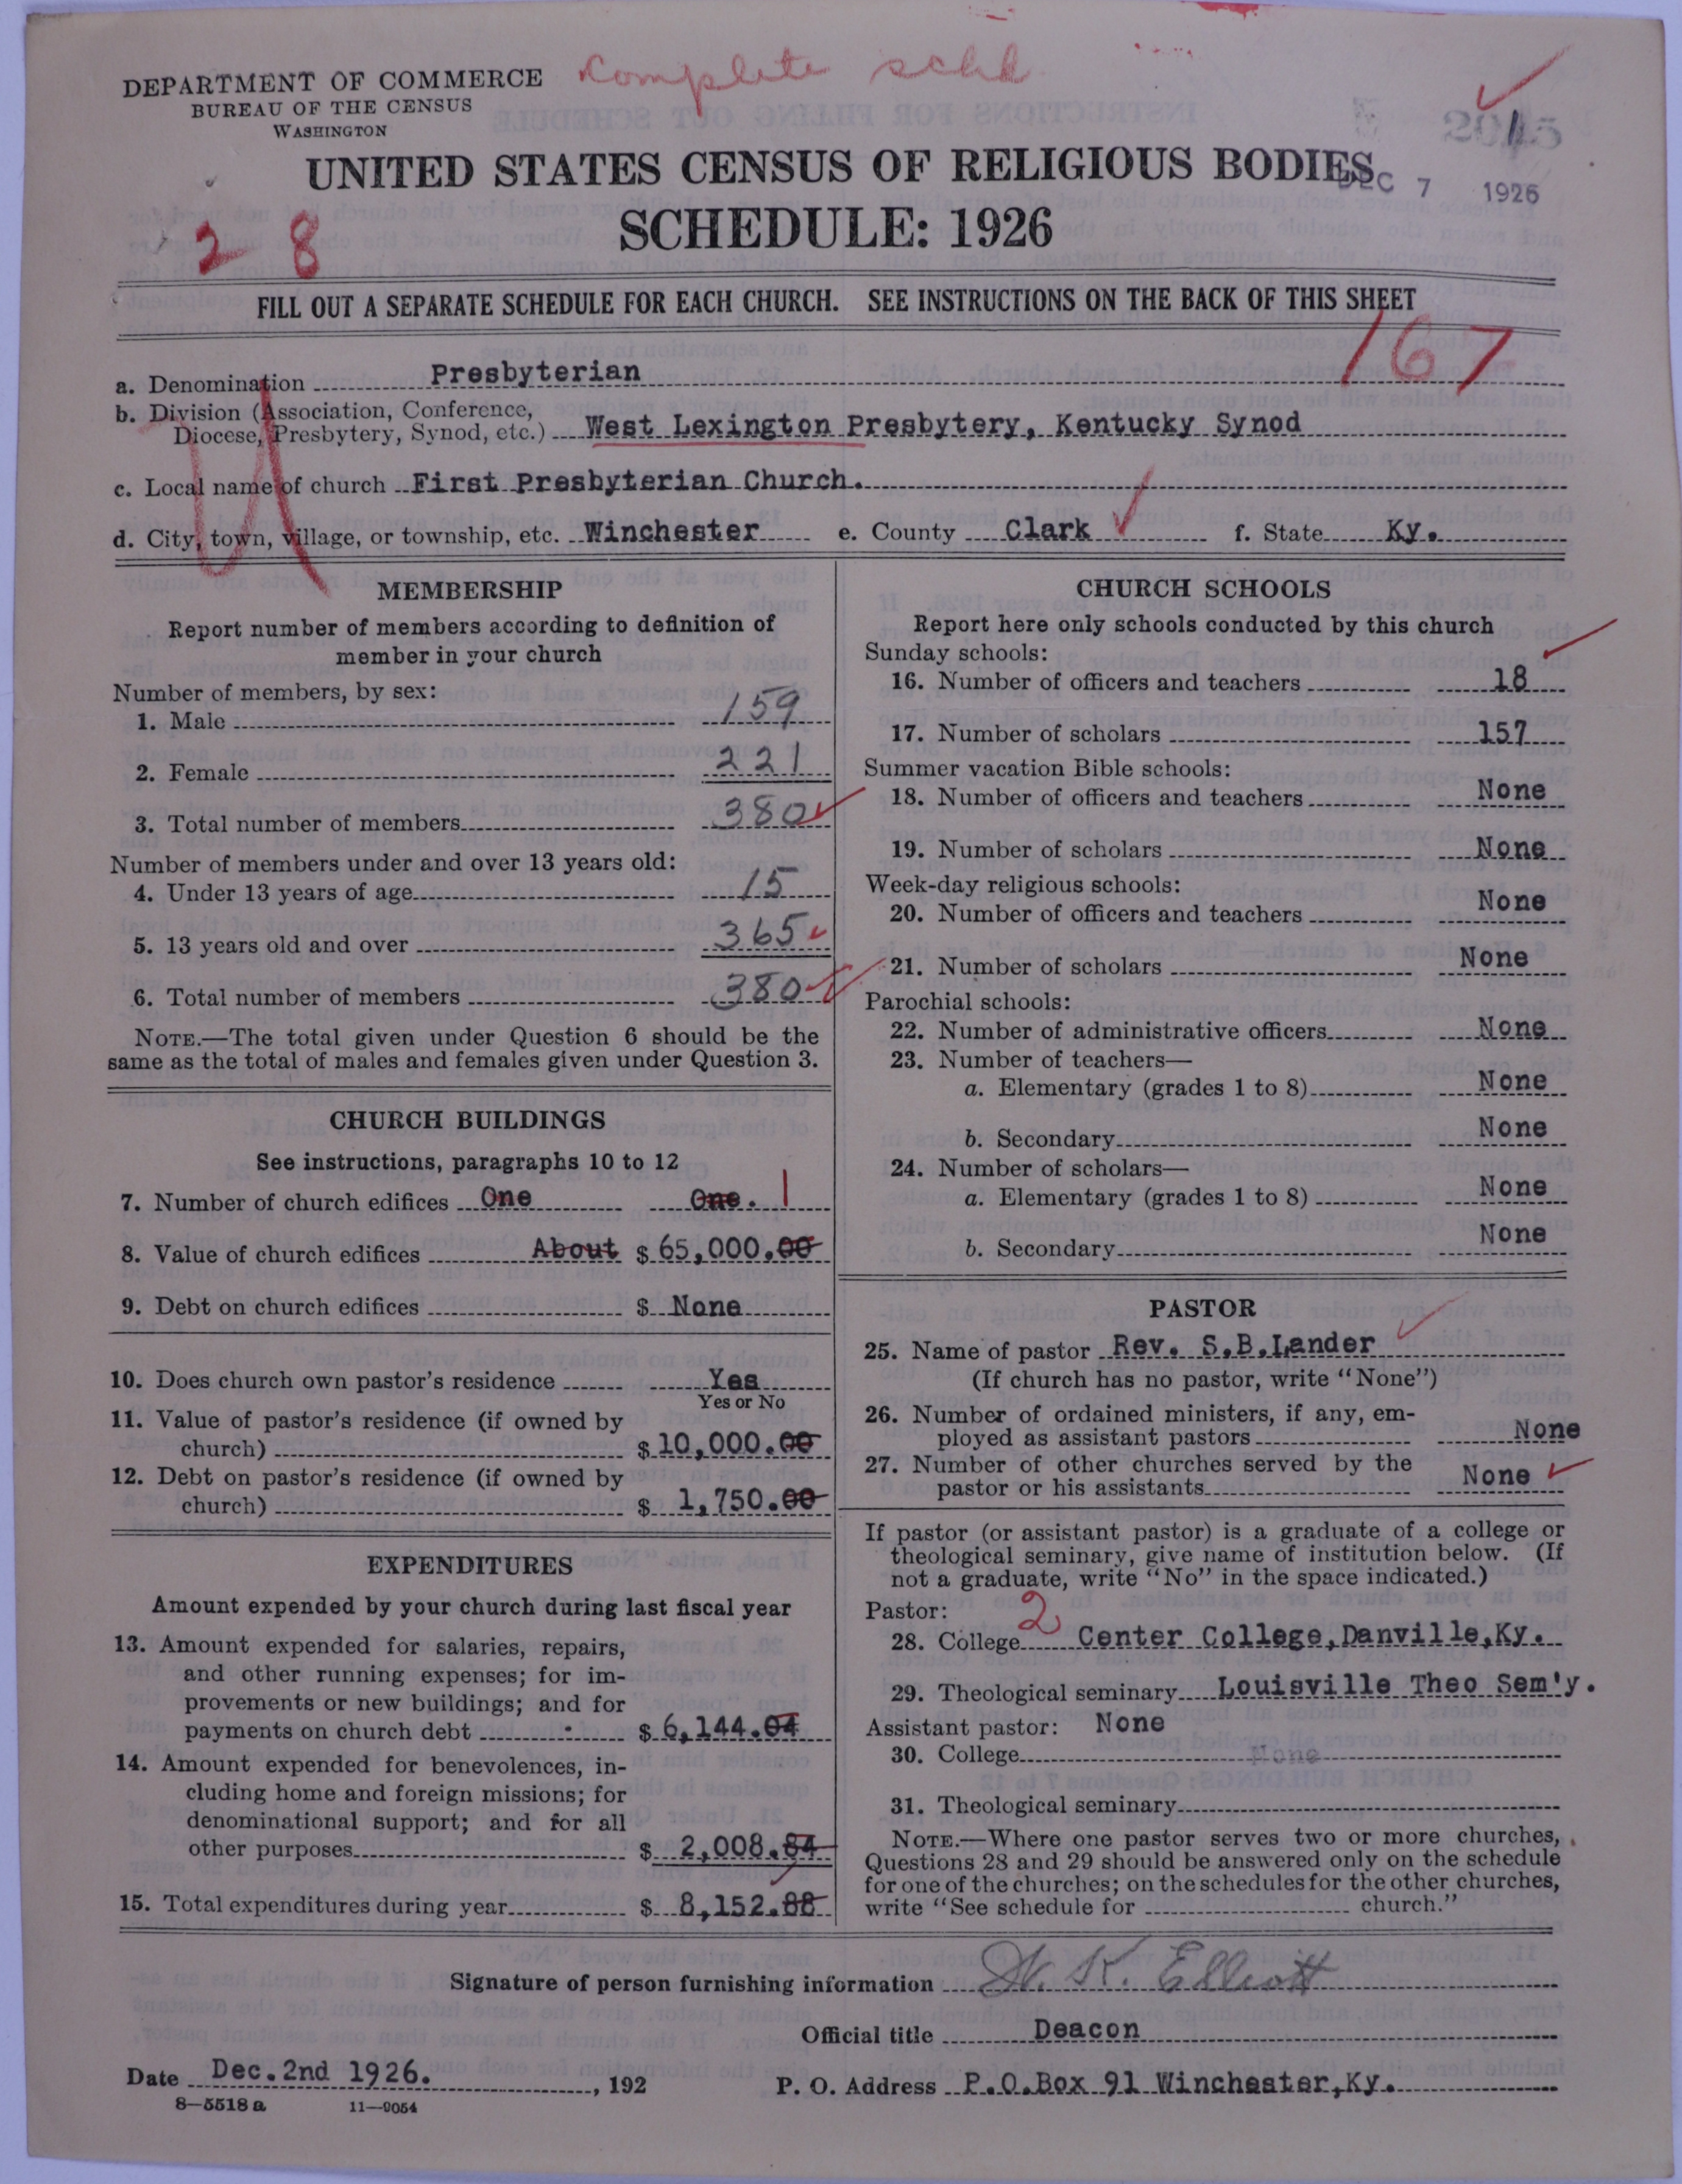 Complete schd
DEPARTMENT OF COMMERCE
BUREAU OF THE CENSUS
WASHINGTON
UNITED STATES CENSUS OF RELIGIOUS BODIES
DEC 7 1926
SCHEDULE: 1926
28
FILL OUT A SEPARATE SCHEDULE FOR EACH CHURCH. SEE INSTRUCTIONS ON THE BACK OF THIS SHEET
167
a. Denomination Presbyterian
b. Division (Association, Conference,
Diocese, Presbytery, Synod, etc.) West Lexington Presbytery, Kentucky Synod
c. Local name of church First Presbyterian Church.
d. City, town, village, or township, etc. Winchester e. County Clark f. State Ky.
MEMBERSHIP
Report number of members according to definition of
member in your church
Number of members, by sex:
1. Male 159
2. Female 221
3. Total number of members 380
Number of members under and over 13 years old:
4. Under 13 years of age 15
5. 13 years old and over 365
6. Total number of members 380
NOTE.—The total given under Question 6 should be the
same as the total of males and females given under Question 3.
CHURCH BUILDINGS
See instructions, paragraphs 10 to 12
7. Number of church edifices One One. 1
8. Value of church edifices About $ 65,000.00
9. Debt on church edifices $ None
10. Does church own pastor's residence Yes
Yes or No
11. Value of pastor's residence (if owned by
church) $ 10,000.00
12. Debt on pastor's residence (if owned by
church) $ 1,750.00
EXPENDITURES
Amount expended by your church during last fiscal year
13. Amount expended for salaries, repairs,
and other running expenses; for im-
provements or new buildings; and for
payments on church debt $ 6,144.04
14. Amount expended for benevolences, in-
cluding home and foreign missions; for
denominational support; and for all
other purposes $ 2,008.84
15. Total expenditures during year $ 8,152.88
CHURCH SCHOOLS
Report here only schools conducted by this church
Sunday schools:
16. Number of officers and teachers 18
17. Number of scholars 157
Summer vacation Bible schools:
18. Number of officers and teachers None
19. Number of scholars None
Week-day religious schools:
20. Number of officers and teachers None
21. Number of scholars None
Parochial schools:
22. Number of administrative officers None
23. Number of teachers—
a. Elementary (grades 1 to 8) None
b. Secondary None
24. Number of scholars—
a. Elementary (grades 1 to 8) None
b. Secondary None
PASTOR
25. Name of pastor Rev. S.B.Lander
(If church has no pastor, write "None")
26. Number of ordained ministers, if any, em-
ployed as assistant pastors None
27. Number of other churches served by the
pastor or his assistants None
If pastor (or assistant pastor) is a graduate of a college or
theological seminary, give name of institution below. (If
not a graduate, write "No" in the space indicated.)
Pastor: 2
28. College Center College,Danville,Ky.
29. Theological seminary Louisville Theo Sem'y.
Assistant pastor: None
30. College None
31. Theological seminary
NOTE.—Where one pastor serves two or more churches,
Questions 28 and 29 should be answered only on the schedule
for one of the churches; on the schedules for the other churches,
write "See schedule for church."
Signature of person furnishing information W. K. Elliott
Official title Deacon
Date Dec.2nd 1926. , 192 P. O. Address P.O.Box 91 Winchester,Ky.
8—5518 a 11—9054